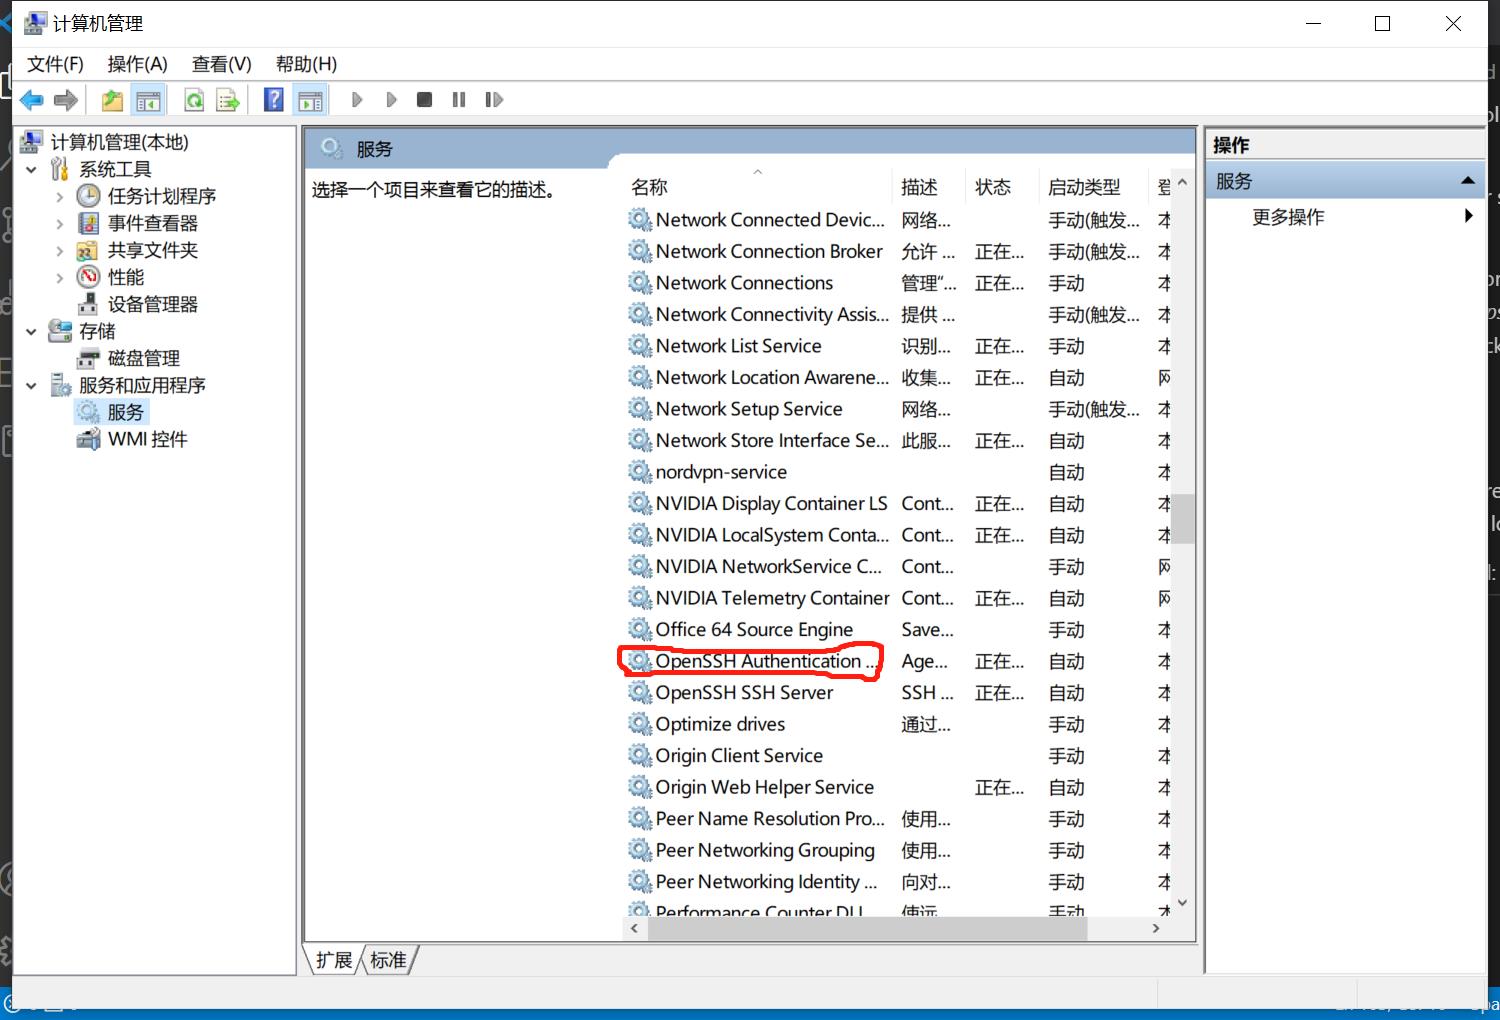 计算机管理
文件(F) 操作(A) 查看(V) 帮助(H)
计算机管理(本地)
系统工具
任务计划程序
事件查看器
共享文件夹
性能
设备管理器
存储
磁盘管理
服务和应用程序
服务
WMI 控件
服务
选择一个项目来查看它的描述。
名称 描述 状态 启动类型
Network Connected Devic... 网络... 手动(触发... 本
Network Connection Broker 允许 ... 正在... 手动(触发... 本
Network Connections 管理“... 正在... 手动 本
Network Connectivity Assis... 提供 ... 手动(触发... 本
Network List Service 识别... 正在... 手动 本
Network Location Awarene... 收集... 正在... 自动 网
Network Setup Service 网络... 手动(触发... 本
Network Store Interface Se... 此服... 正在... 自动 本
nordvpn-service 自动 本
NVIDIA Display Container LS Cont... 正在... 自动 本
NVIDIA LocalSystem Conta... Cont... 正在... 自动 本
NVIDIA NetworkService C... Cont... 手动 网
NVIDIA Telemetry Container Cont... 正在... 自动 网
Office 64 Source Engine Save... 手动 本
OpenSSH Authentication ... Age... 正在... 自动 本
OpenSSH SSH Server SSH ... 正在... 自动 本
Optimize drives 通过... 手动 本
Origin Client Service 手动 本
Origin Web Helper Service 正在... 自动 本
Peer Name Resolution Pro... 使用... 手动 本
Peer Networking Grouping 使用... 手动 本
Peer Networking Identity ... 向对... 手动 本
Performance Counter DLL 使远 手动
扩展 标准
操作
服务
更多操作